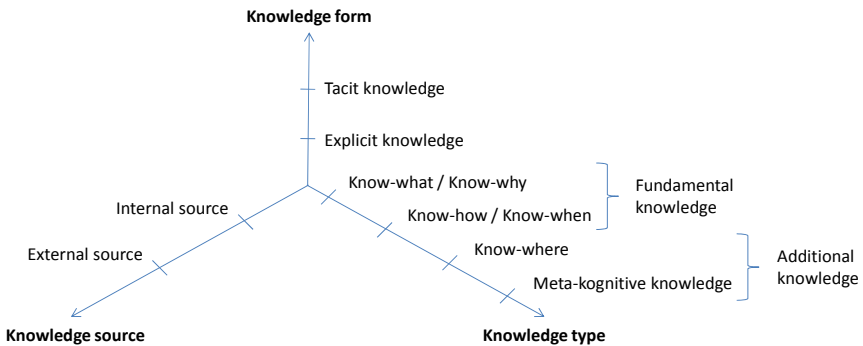 Knowledge form
Tacit knowledge
Explicit knowledge
Know-what / Know-why
Fundamental
knowledge
Internal source
Know-how / Know-when
External source
Know-where
Additional
knowledge
Meta-kognitive knowledge
Knowledge source
Knowledge type